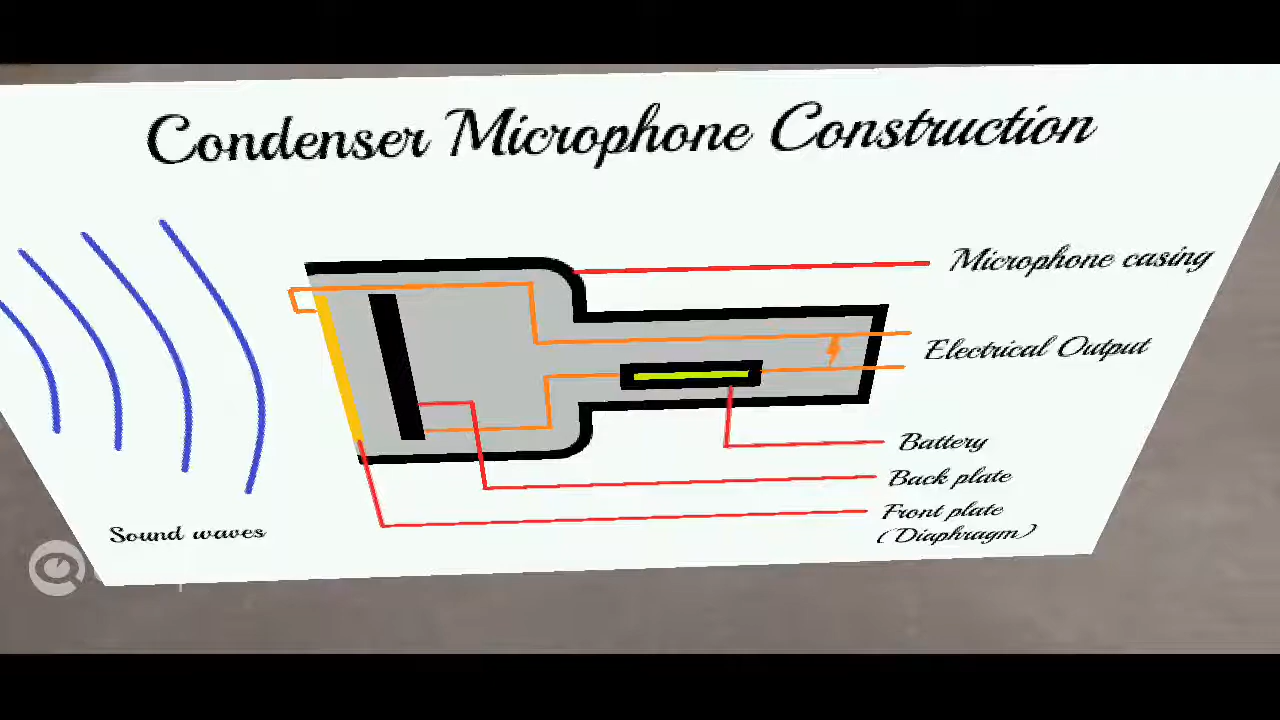 Condenser Microphone Construction
Microphone casing
Electrical Output
Battery
Back plate
Front plate
(Diaphragm)
Sound waves